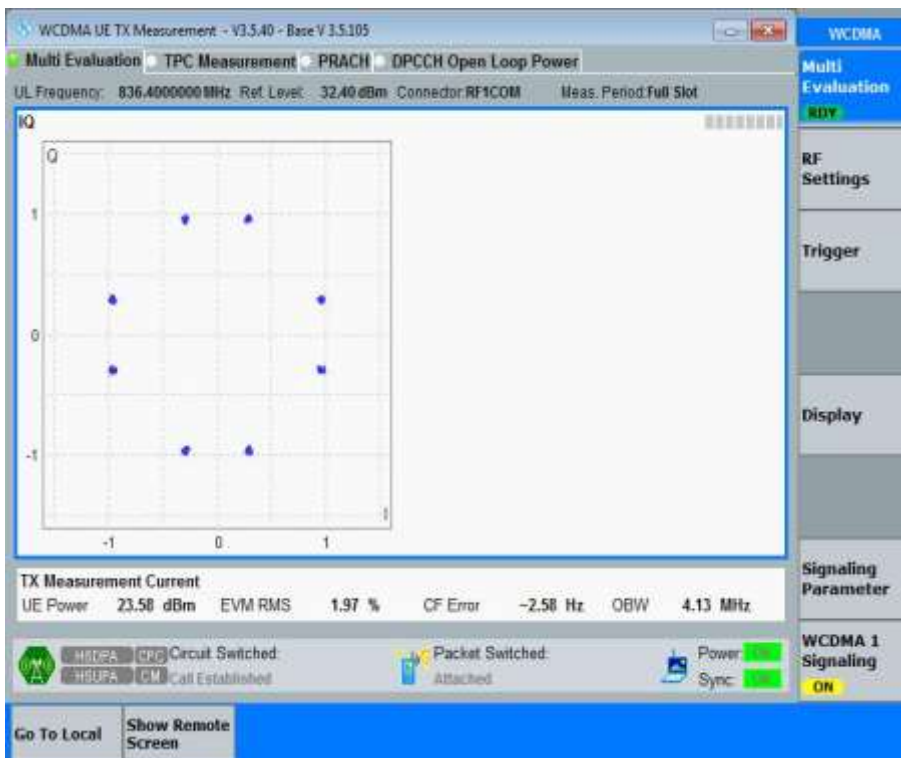 WCDMA UE TX Measurement - V3.5.40 - Base V 3.5.105
WCDMA
Multi Evaluation TPC Measurement PRACH DPCCH Open Loop Power
Multi Evaluation
RDY
UL Frequency: 836.4000000 MHz Ref. Level: 32.40 dBm Connector: RF1COM Meas. Period: Full Slot
IQ
Q
1
0
-1
I
-1 0 1
RF Settings
Trigger
Display
Signaling Parameter
WCDMA 1 Signaling
ON
TX Measurement Current
UE Power 23.58 dBm EVM RMS 1.97 % CF Error -2.58 Hz OBW 4.13 MHz
HSDPA CPC Circuit Switched: Packet Switched: Power:
HSUPA CM Call Established Attached Sync:
Go To Local
Show Remote Screen